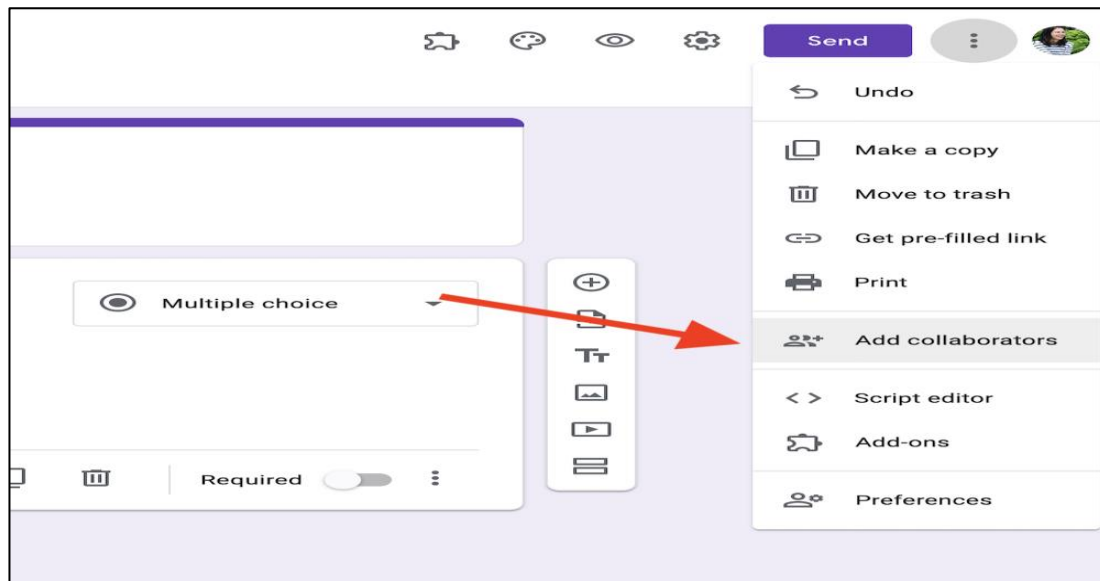 Send
Undo
Make a copy
Move to trash
Get pre-filled link
Print
Multiple choice
Add collaborators
Script editor
Add-ons
Required
Preferences